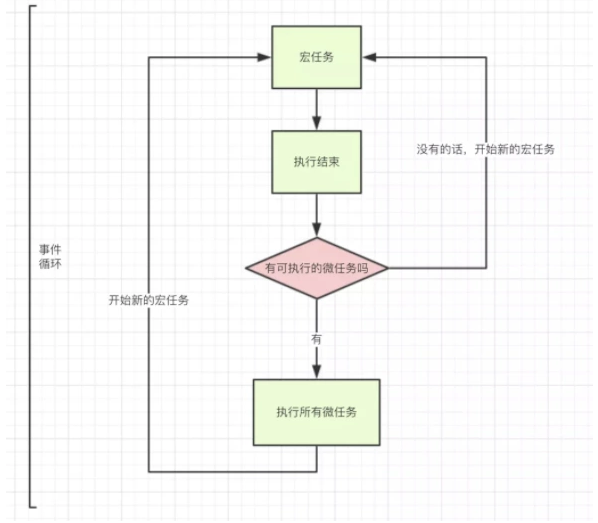 宏任务
执行结束
没有的话，开始新的宏任务
事件
循环
有可执行的微任务吗
开始新的宏任务
有
执行所有微任务